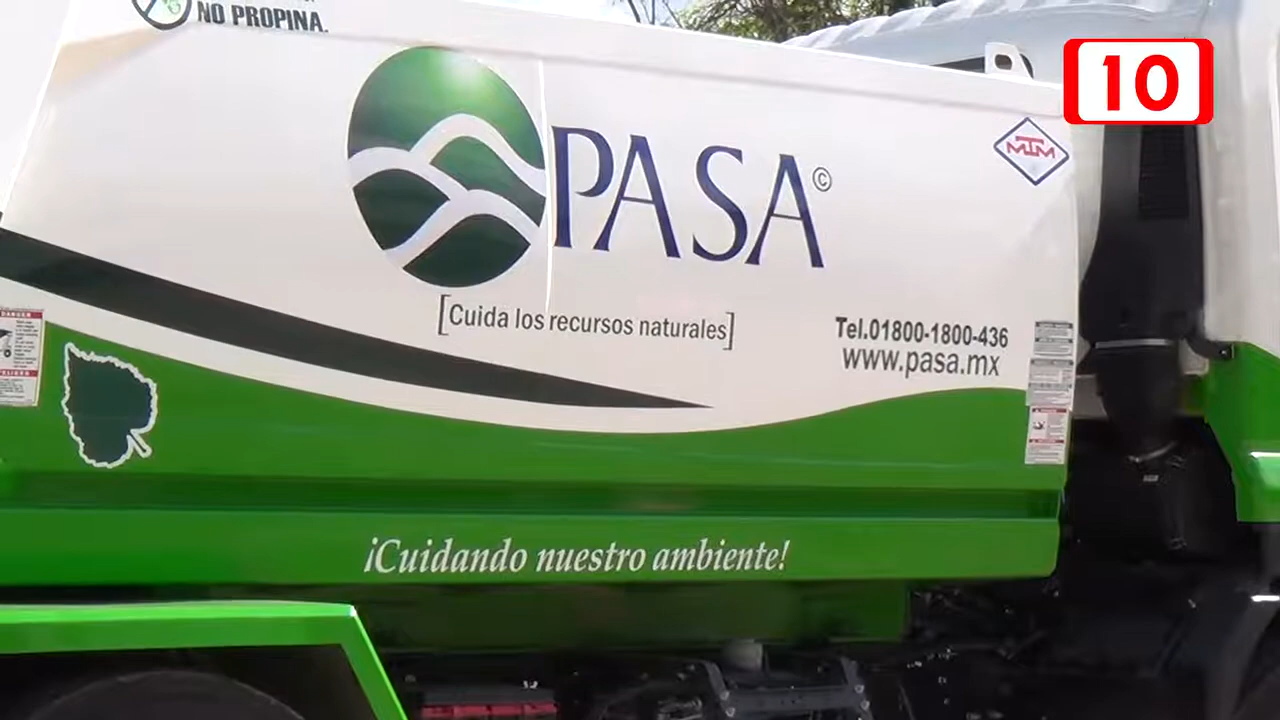 NO PROPINA.
10
PASA©
MTM
[Cuida los recursos naturales]
Tel.01800-1800-436
www.pasa.mx
DANGER
¡Cuidando nuestro ambiente!